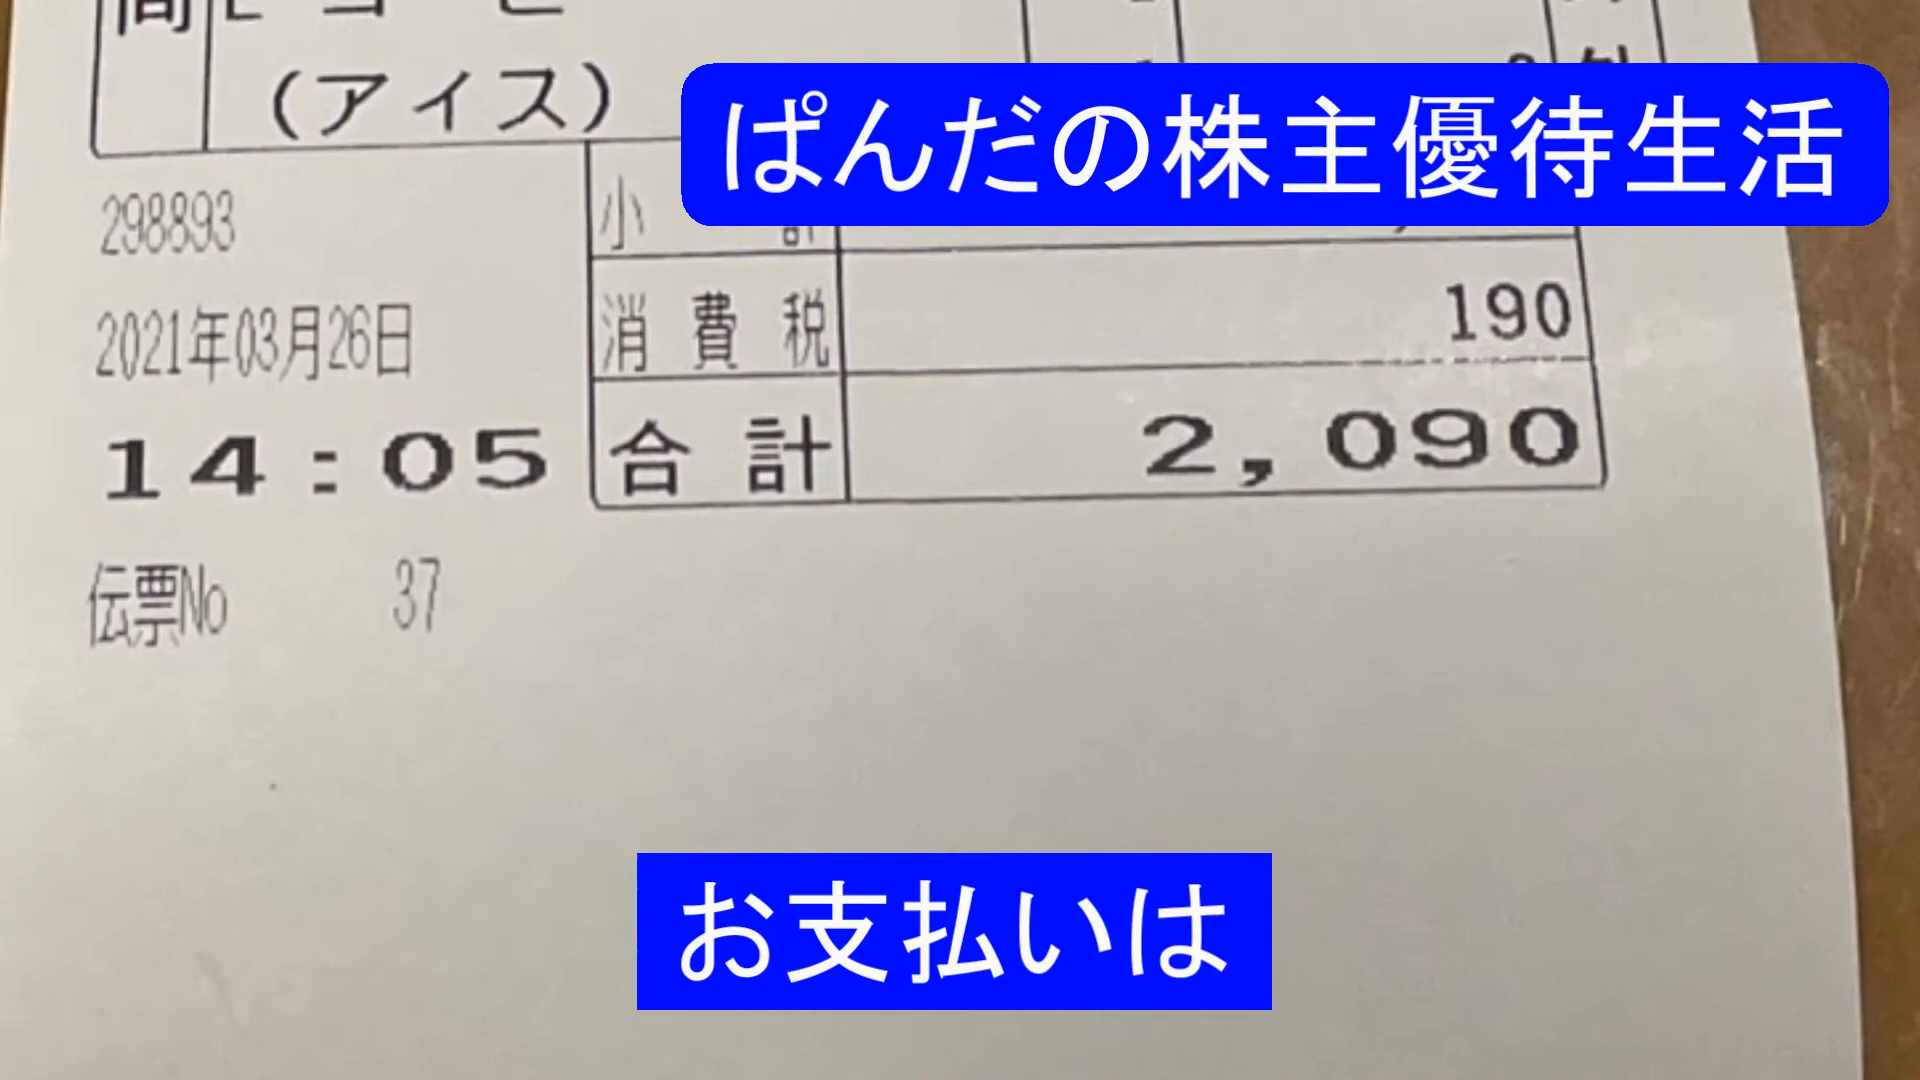 (アイス)
ぱんだの株主優待生活
298893
小計
2021年03月26日
消費税 190
14:05
合計 2,090
伝票No 37
お支払いは